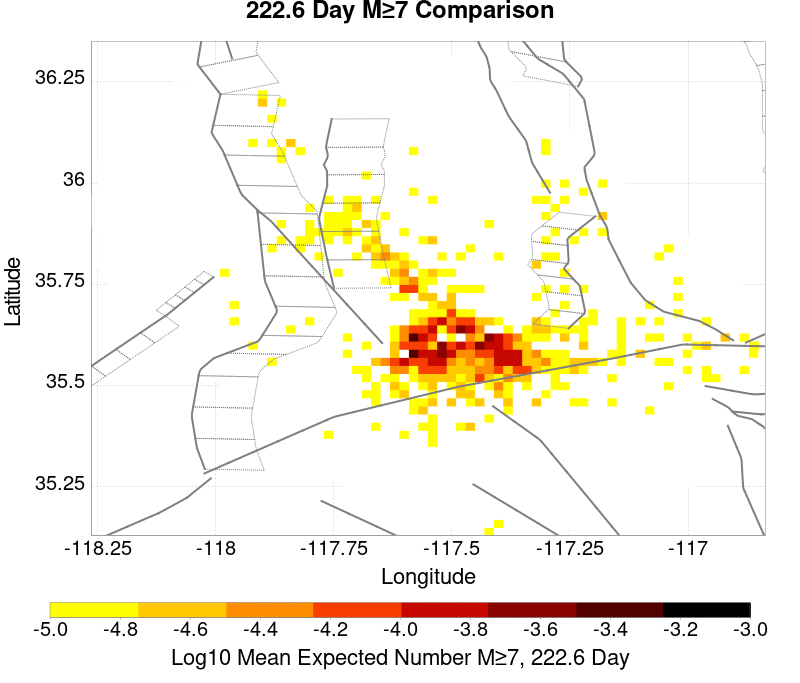 222.6 Day M≥7 Comparison
36.25
36
35.75
35.5
35.25
Latitude
-118.25 -118 -117.75 -117.5 -117.25 -117
Longitude
-5.0 -4.8 -4.6 -4.4 -4.2 -4.0 -3.8 -3.6 -3.4 -3.2 -3.0
Log10 Mean Expected Number M≥7, 222.6 Day